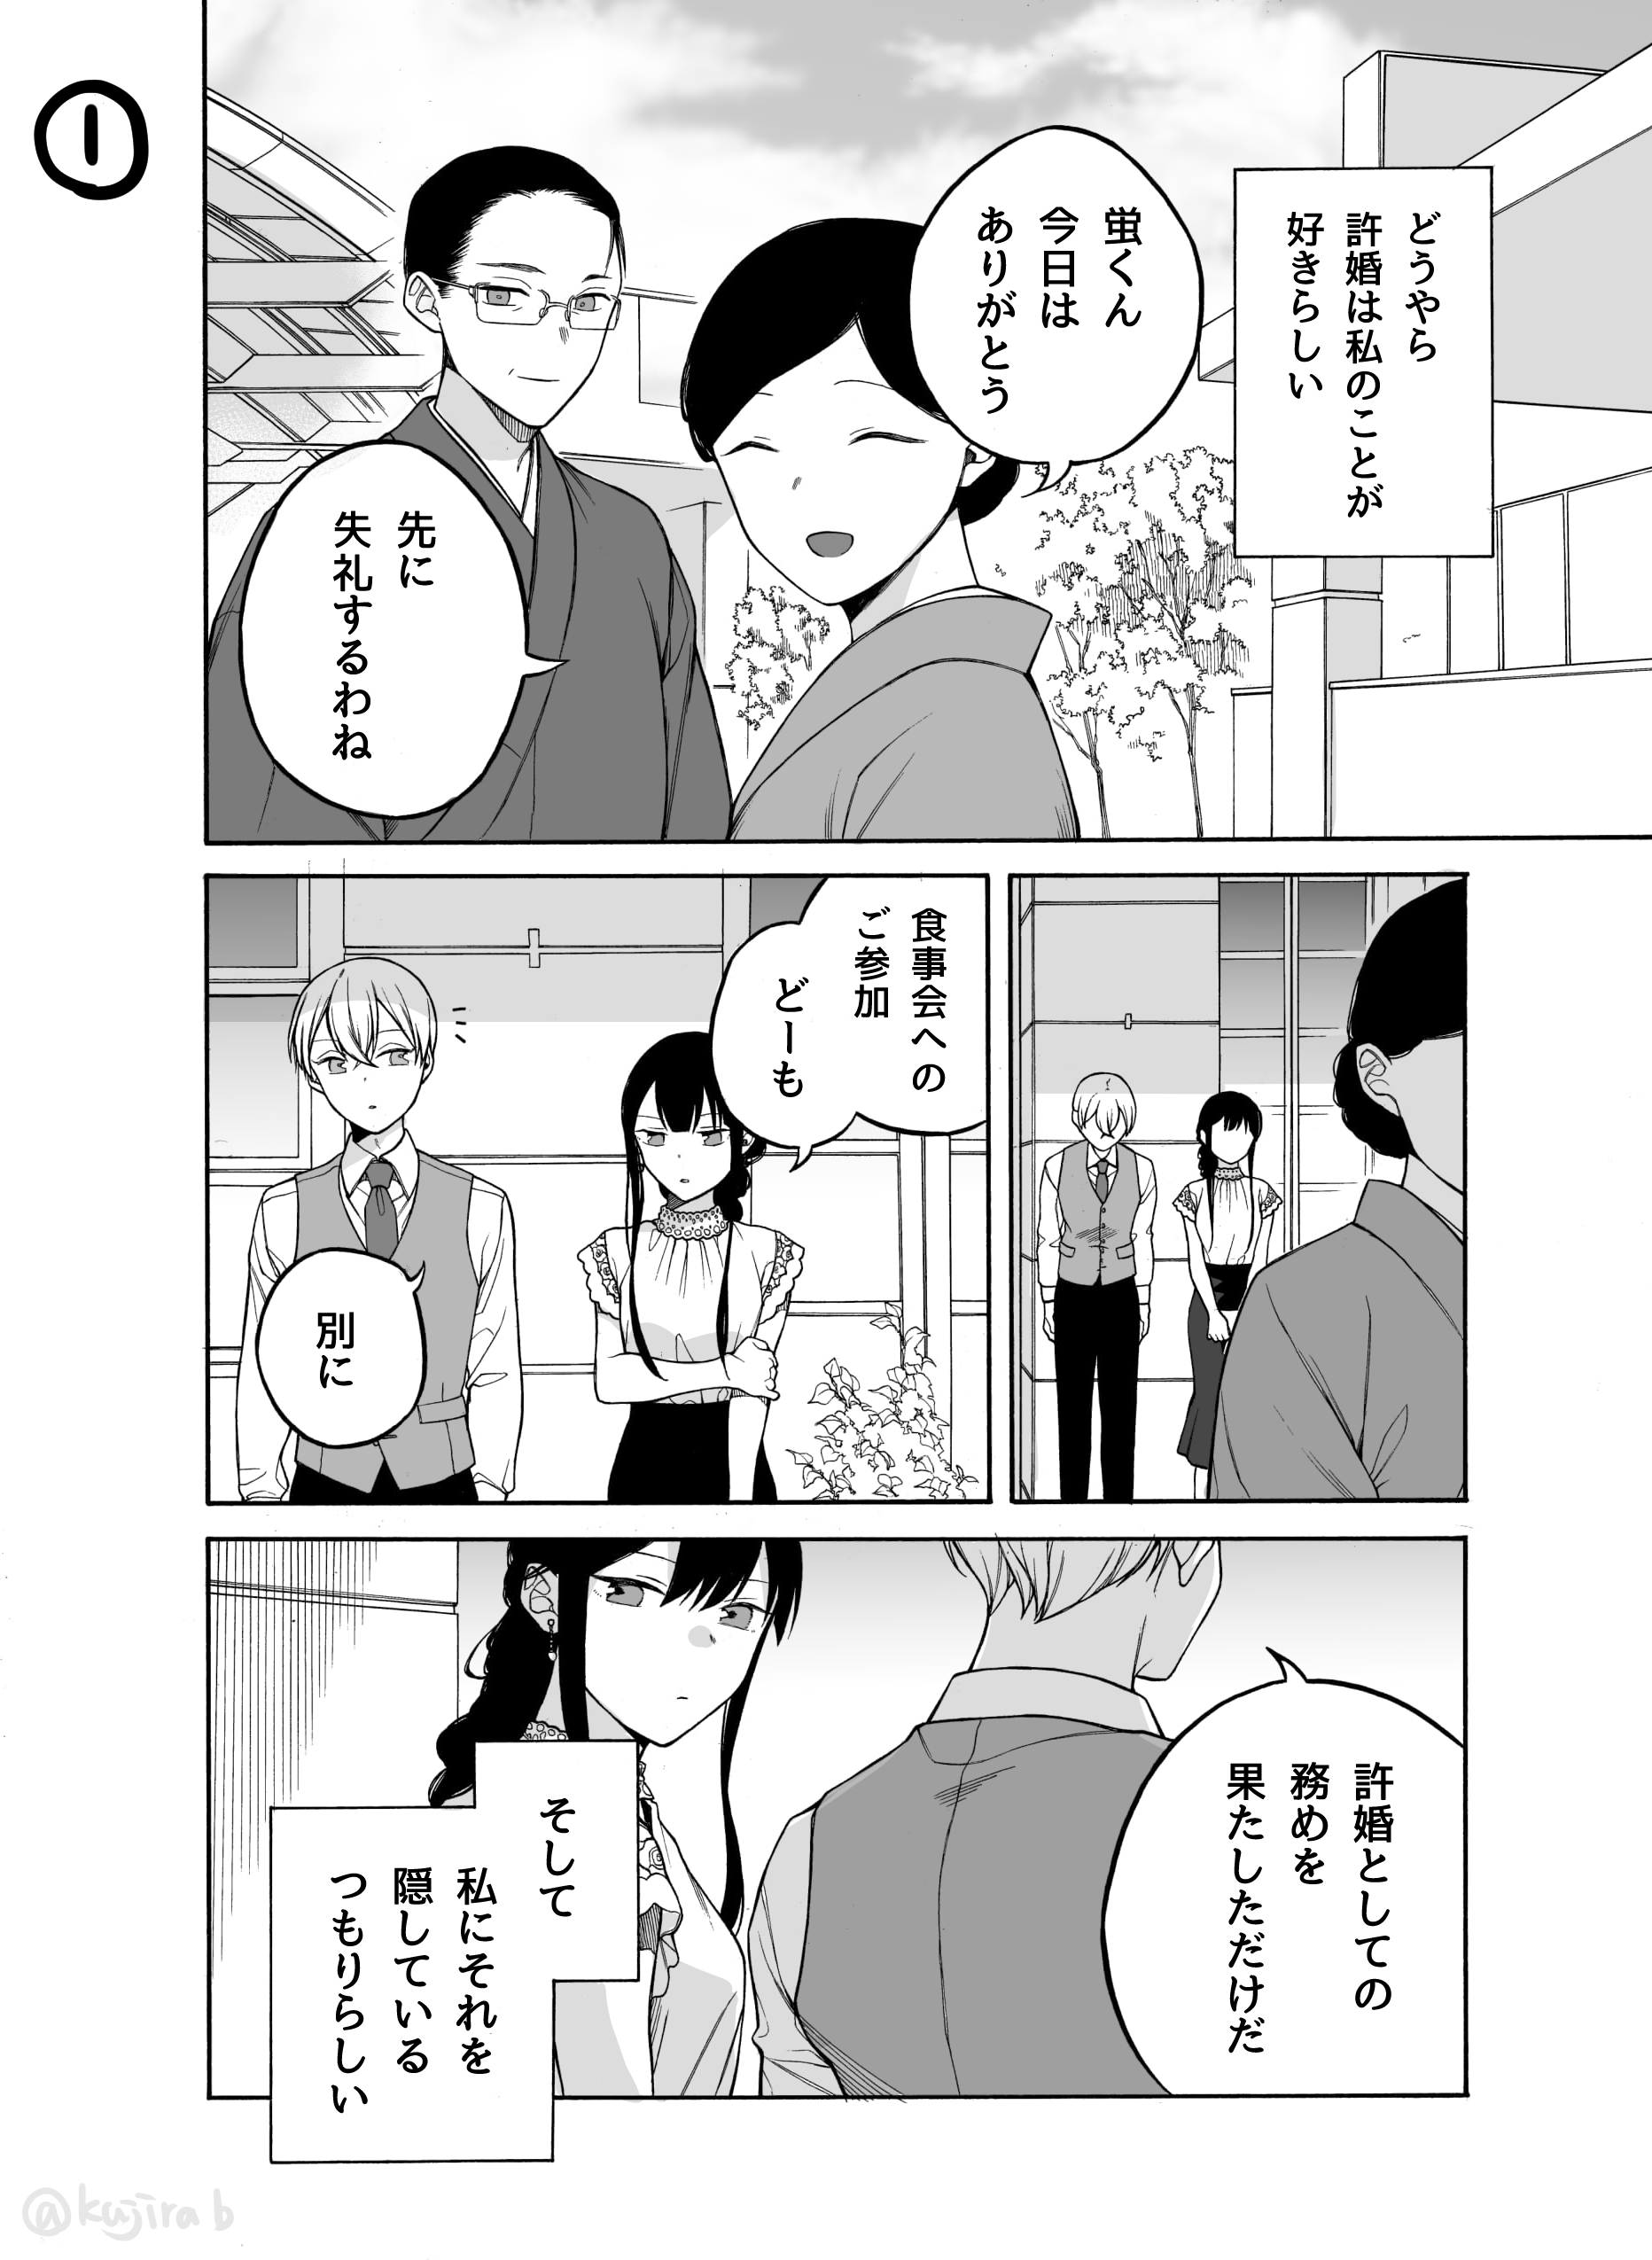 1
どうやら
許婚は私のことが
好きらしい
蛍くん
今日は
ありがとう
先に
失礼するわね
食事会への
ご参加
どーも
別に
許婚としての
務めを
果たしただけだ
そして
私にそれを
隠している
つもりらしい
@kujirab